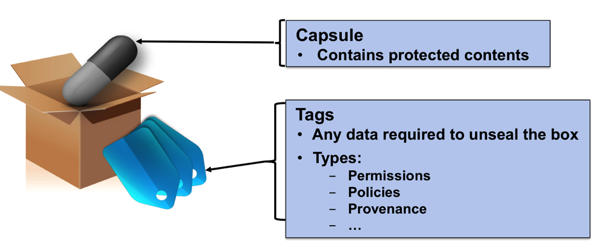 Capsule
• Contains protected contents
Tags
• Any data required to unseal the box
• Types:
– Permissions
– Policies
– Provenance
– …